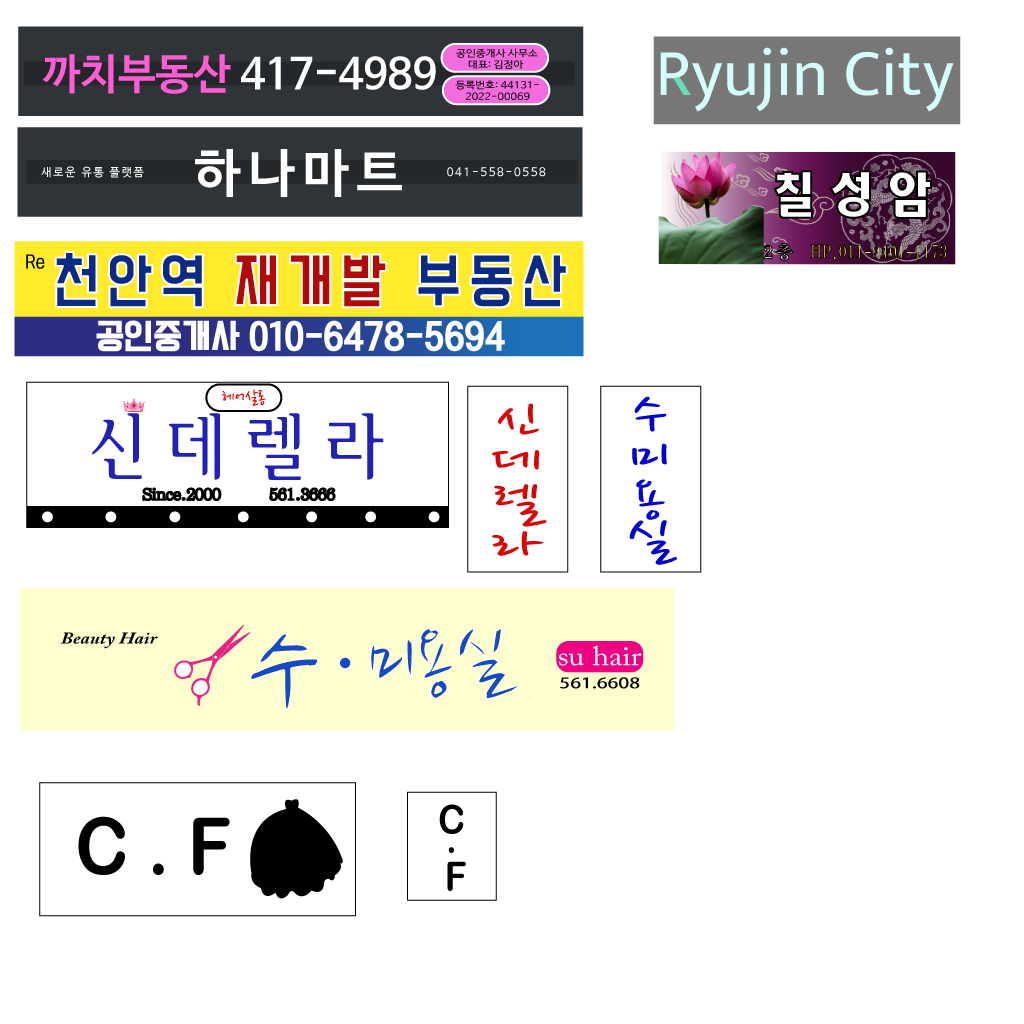 까치부동산 417-4989
공인중개사 사무소
대표: 김정아
등록번호: 44131-
2022-00069
Ryujin City
새로운 유통 플랫폼 하나마트 041-558-0558
칠성암
2층 HP.011-9101-1173
Re 천안역 재개발 부동산
공인중개사 010-6478-5694
헤어살롱
신데렐라
Since.2000 561.3666
신
데
렐
라
수
미
용
실
Beauty Hair
수·미용실
su hair
561.6608
C.F
C
.
F